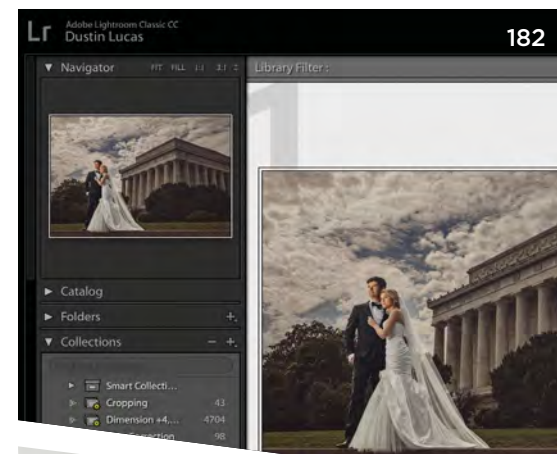 Lr
Adobe Lightroom Classic CC
Dustin Lucas
182
Navigator FIT FILL 1:1
Library Filter :
Catalog
Folders
Collections
Smart Collecti...
Cropping 43
Dimension +4,... 4704
98